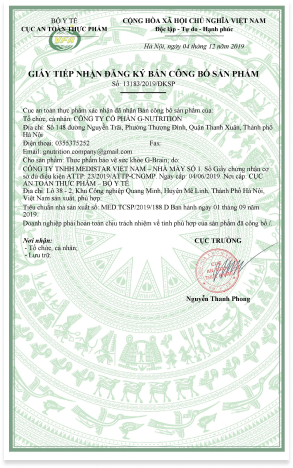 BỘ Y TẾ
CỤC AN TOÀN THỰC PHẨM
CỘNG HÒA XÃ HỘI CHỦ NGHĨA VIỆT NAM
Độc lập - Tự do - Hạnh phúc
Hà Nội, ngày 04 tháng 12 năm 2019
GIẤY TIẾP NHẬN ĐĂNG KÝ BẢN CÔNG BỐ SẢN PHẨM
Số: 13183/2019/ĐKSP
Cục an toàn thực phẩm xác nhận đã nhận Bản công bố sản phẩm của:
Tổ chức, cá nhân: CÔNG TY CỔ PHẦN G-NUTRITION
Địa chỉ: Số 148 đường Nguyễn Trãi, Phường Thượng Đình, Quận Thanh Xuân, Thành phố
Hà Nội
Điện thoại: 0355375252 Fax:
Email: gnutrition.company@gmail.com
Cho sản phẩm: Thực phẩm bảo vệ sức khỏe G-Brain; do:
CÔNG TY TNHH MEDISTAR VIỆT NAM – NHÀ MÁY SỐ 1. Số Giấy chứng nhận cơ
sở đủ điều kiện ATTP: 23/2019/ATTP-CNGMP. Ngày cấp: 04/06/2019. Nơi cấp: CỤC
AN TOÀN THỰC PHẨM – BỘ Y TẾ
Địa chỉ: Lô 38 - 2, Khu Công nghiệp Quang Minh, Huyện Mê Linh, Thành Phố Hà Nội,
Việt Nam sản xuất, phù hợp:
Tiêu chuẩn nhà sản xuất số: MED TCSP/2019/188 D Ban hành ngày 01 tháng 09 năm
2019.
Doanh nghiệp phải hoàn toàn chịu trách nhiệm về tính phù hợp của sản phẩm đã công bố /.
Nơi nhận:
- Tổ chức, cá nhân;
- Lưu trữ.
CỤC TRƯỞNG
Nguyễn Thanh Phong